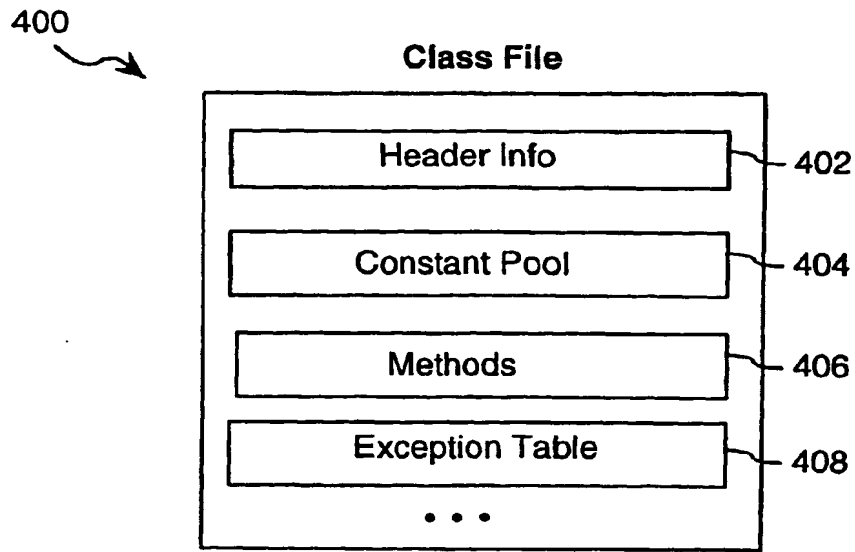 400
Class File
Header Info
402
Constant Pool
404
Methods
406
Exception Table
408
• • •